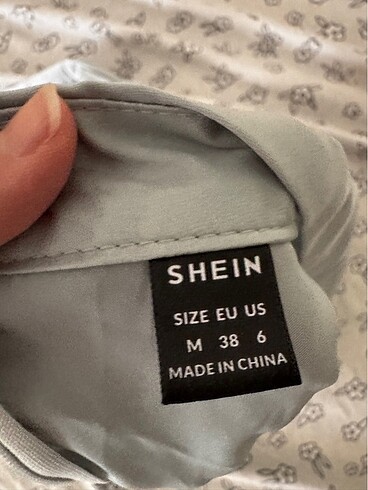 SHEIN
SIZE EU US
M 38 6
MADE IN CHINA